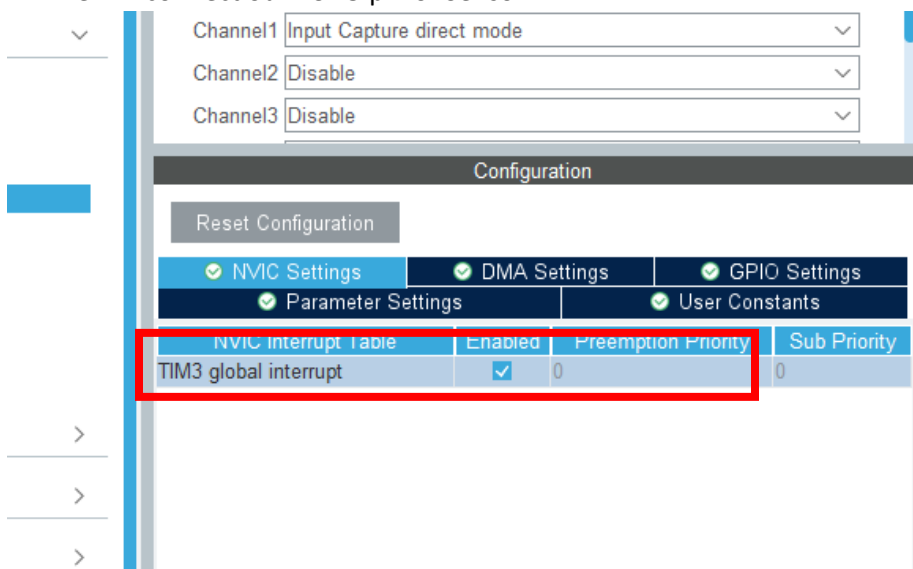 Channel1 Input Capture direct mode
Channel2 Disable
Channel3 Disable
Configuration
Reset Configuration
NVIC Settings DMA Settings GPIO Settings
Parameter Settings User Constants
NVIC Interrupt Table Enabled Preemption Priority Sub Priority
TIM3 global interrupt 0 0